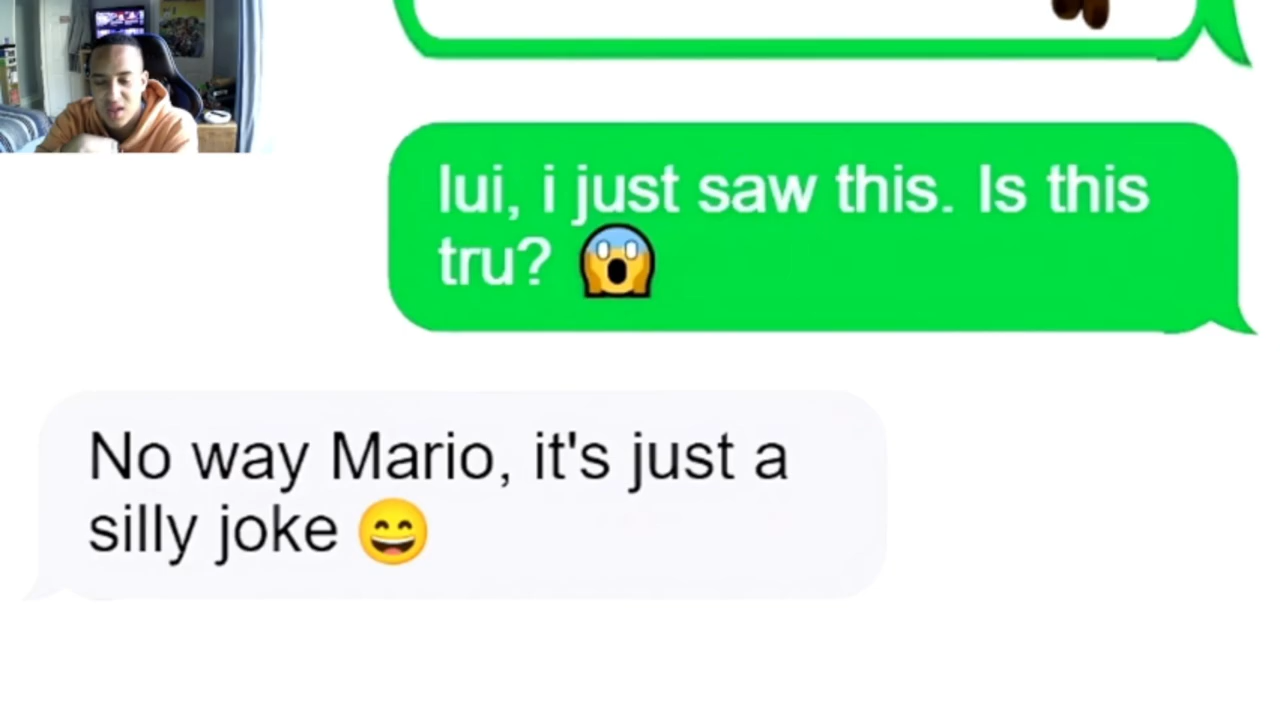 lui, i just saw this. Is this
tru? 😱
No way Mario, it's just a
silly joke 😄